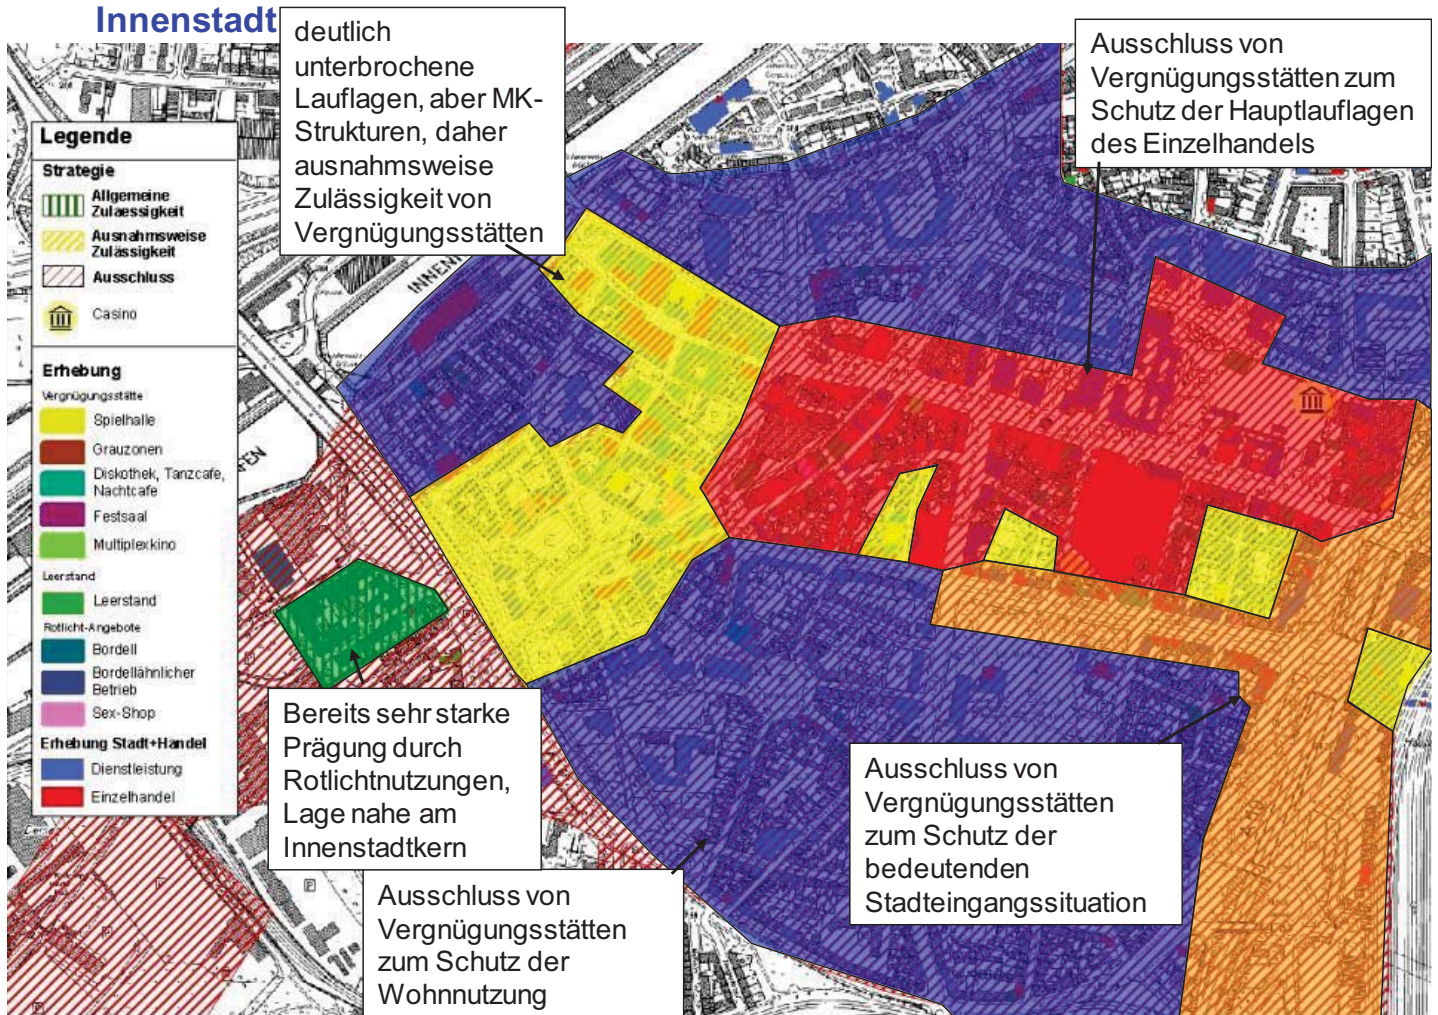 Innenstadt
deutlich
unterbrochene
Lauflagen, aber MK-
Strukturen, daher
ausnahmsweise
Zulässigkeit von
Vergnügungsstätten
Ausschluss von
Vergnügungsstätten zum
Schutz der Hauptlauflagen
des Einzelhandels
Legende
Strategie
Allgemeine
Zulaessigkeit
Ausnahmsweise
Zulässigkeit
Ausschluss
Casino
Erhebung
Vergnügungsstätte
Spielhalle
Grauzonen
Diskothek, Tanzcafe,
Nachtcafe
Festsaal
Multiplexkino
Leerstand
Leerstand
Rotlicht-Angebote
Bordell
Bordellähnlicher
Betrieb
Sex-Shop
Erhebung Stadt+Handel
Dienstleistung
Einzelhandel
Bereits sehr starke
Prägung durch
Rotlichtnutzungen,
Lage nahe am
Innenstadtkern
Ausschluss von
Vergnügungsstätten
zum Schutz der
Wohnnutzung
Ausschluss von
Vergnügungsstätten
zum Schutz der
bedeutenden
Stadteingangssituation